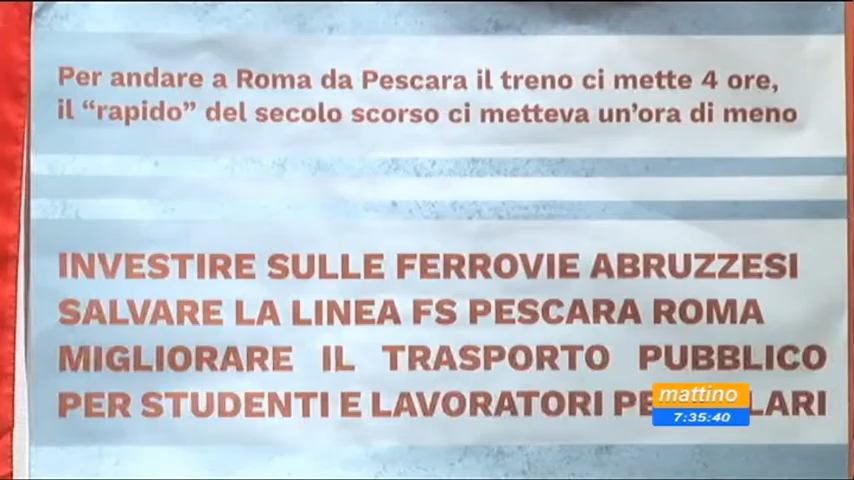 Per andare a Roma da Pescara il treno ci mette 4 ore,
il “rapido” del secolo scorso ci metteva un’ora di meno
INVESTIRE SULLE FERROVIE ABRUZZESI
SALVARE LA LINEA FS PESCARA ROMA
MIGLIORARE IL TRASPORTO PUBBLICO
PER STUDENTI E LAVORATORI
mattino
7:35:40